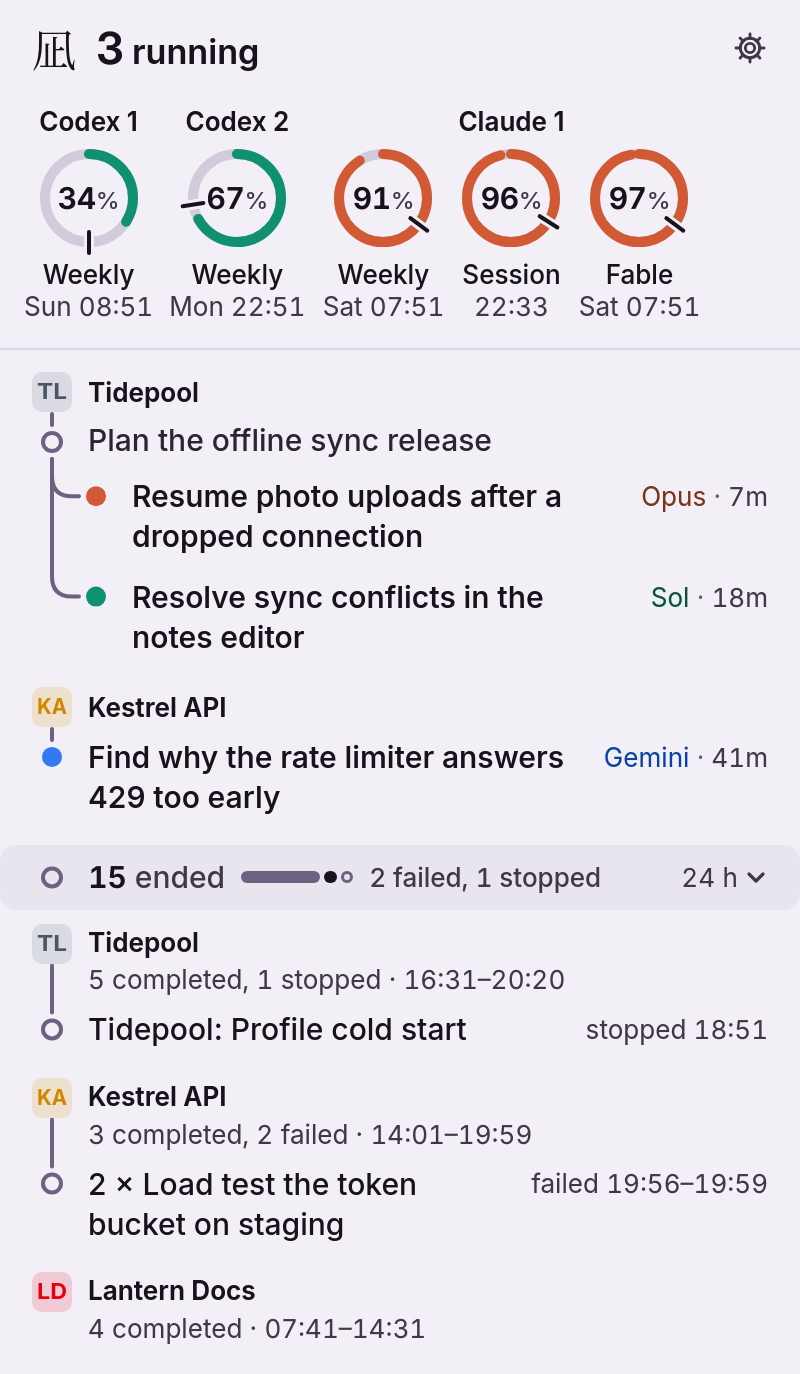 凪 3 running
Codex 1 Codex 2 Claude 1
34% 67% 91% 96% 97%
Weekly Weekly Weekly Session Fable
Sun 08:51 Mon 22:51 Sat 07:51 22:33 Sat 07:51
TL Tidepool
Plan the offline sync release
Resume photo uploads after a Opus · 7m
dropped connection
Resolve sync conflicts in the Sol · 18m
notes editor
KA Kestrel API
Find why the rate limiter answers Gemini · 41m
429 too early
15 ended 2 failed, 1 stopped 24 h
TL Tidepool
5 completed, 1 stopped · 16:31–20:20
Tidepool: Profile cold start stopped 18:51
KA Kestrel API
3 completed, 2 failed · 14:01–19:59
2 × Load test the token failed 19:56–19:59
bucket on staging
LD Lantern Docs
4 completed · 07:41–14:31